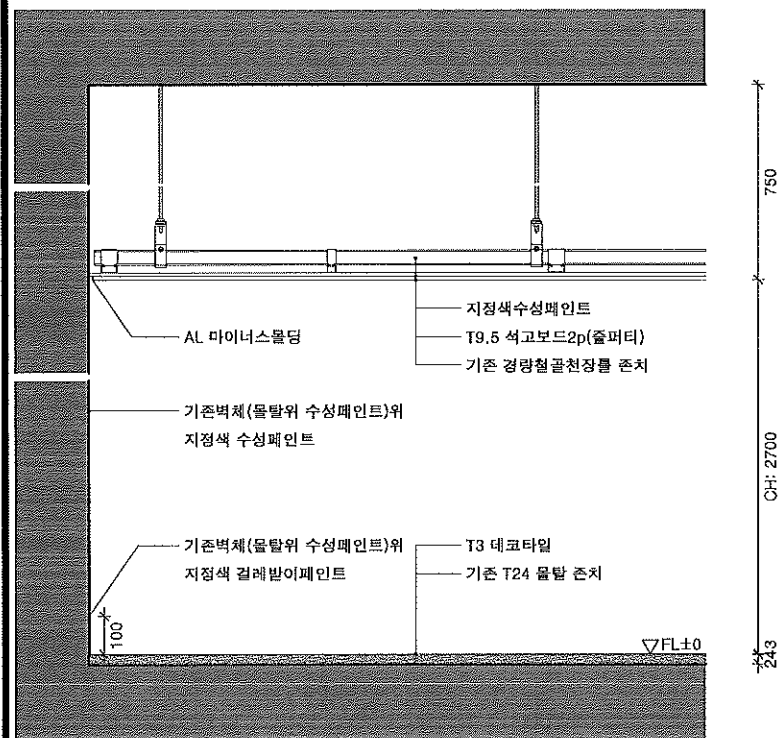 750
지정색수성페인트
AL 마이너스몰딩
T9.5 석고보드2p(줄퍼티)
기존 경량철골천장틀 존치
기존벽체(몰탈위 수성페인트)위
지정색 수성페인트
CH: 2700
기존벽체(몰탈위 수성페인트)위
지정색 걸레받이페인트
T3 데코타일
기존 T24 몰탈 존치
100
▽FL±0
243